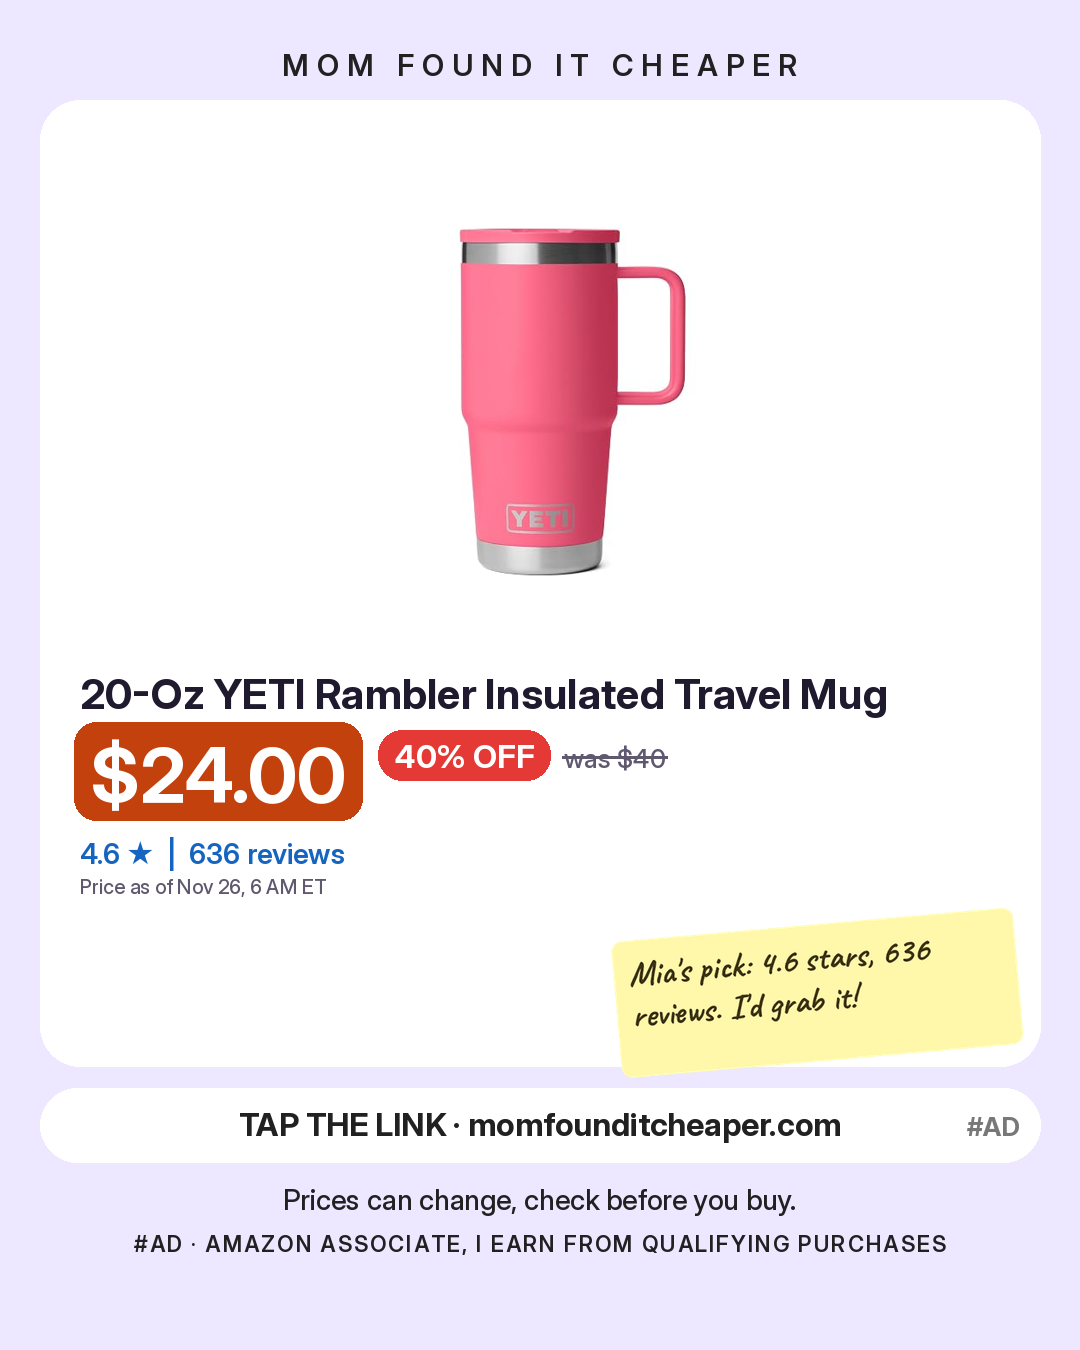 MOM FOUND IT CHEAPER
YETI
20-Oz YETI Rambler Insulated Travel Mug
$24.00 40% OFF was $40
4.6 ★ | 636 reviews
Price as of Nov 26, 6 AM ET
Mia's pick: 4.6 stars, 636
reviews. I'd grab it!
TAP THE LINK · momfounditcheaper.com #AD
Prices can change, check before you buy.
#AD · AMAZON ASSOCIATE, I EARN FROM QUALIFYING PURCHASES